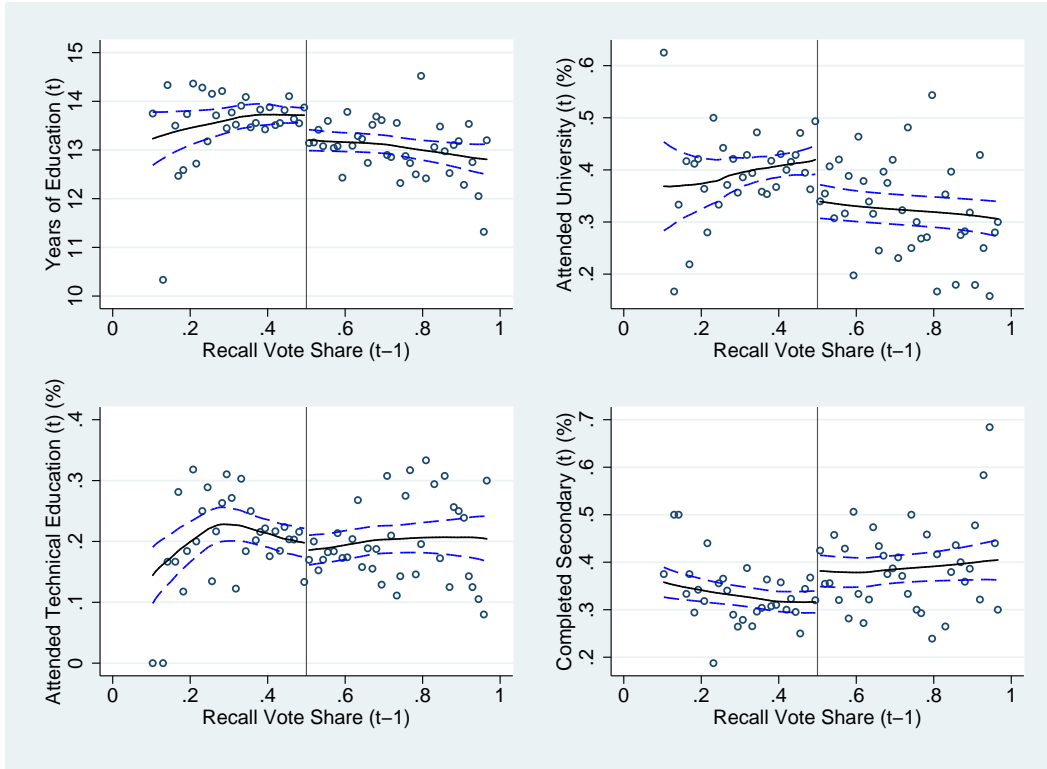 Years of Education (t)
15
14
13
12
11
10
0 .2 .4 .6 .8 1
Recall Vote Share (t−1)
Attended University (t) (%)
.6
.5
.4
.3
.2
0 .2 .4 .6 .8 1
Recall Vote Share (t−1)
Attended Technical Education (t) (%)
.4
.3
.2
.1
0
0 .2 .4 .6 .8 1
Recall Vote Share (t−1)
Completed Secondary (t) (%)
.7
.6
.5
.4
.3
.2
0 .2 .4 .6 .8 1
Recall Vote Share (t−1)